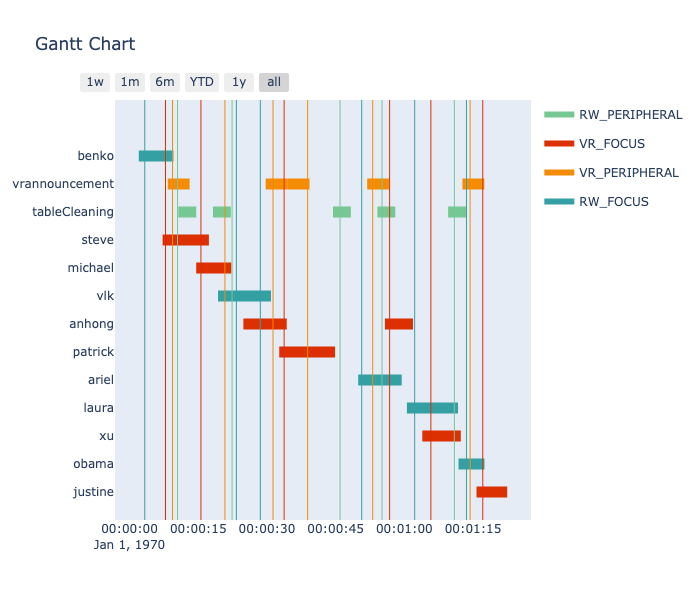 Gantt Chart
1w 1m 6m YTD 1y all
RW_PERIPHERAL
VR_FOCUS
VR_PERIPHERAL
RW_FOCUS
benko
vrannouncement
tableCleaning
steve
michael
vlk
anhong
patrick
ariel
laura
xu
obama
justine
00:00:00 00:00:15 00:00:30 00:00:45 00:01:00 00:01:15
Jan 1, 1970